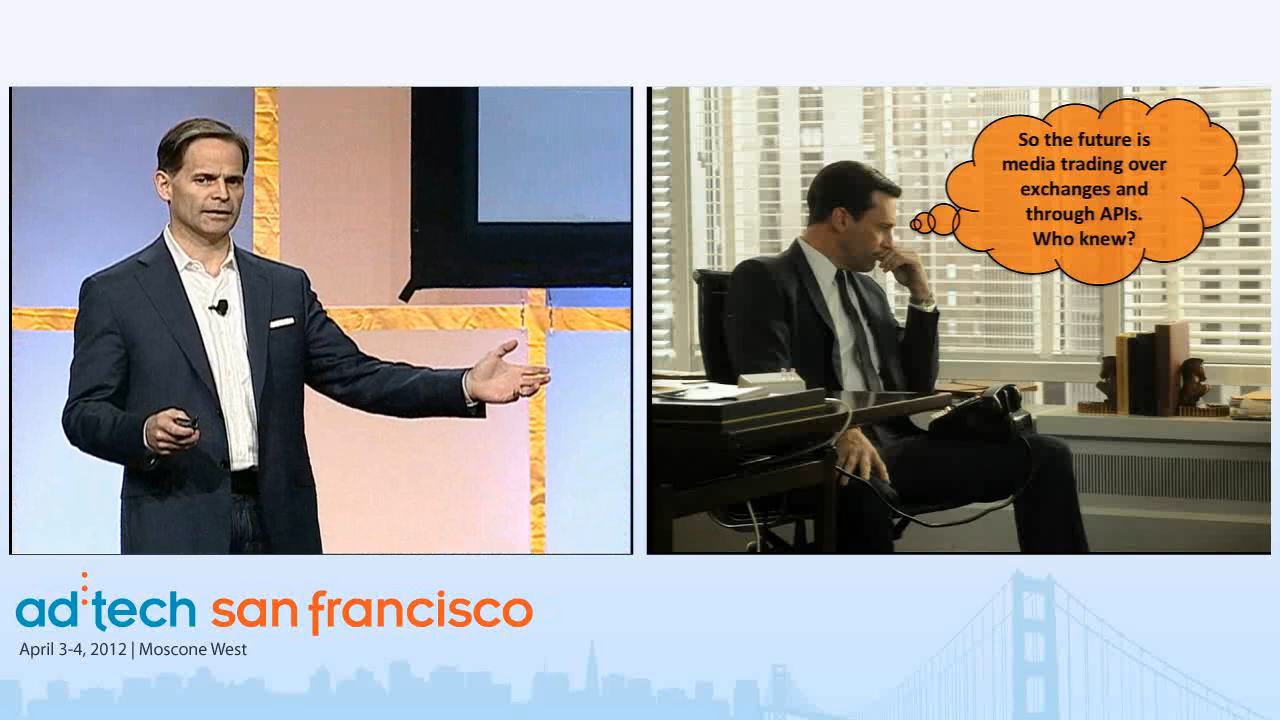 So the future is
media trading over
exchanges and
through APIs.
Who knew?
ad:tech san francisco
April 3-4, 2012 | Moscone West